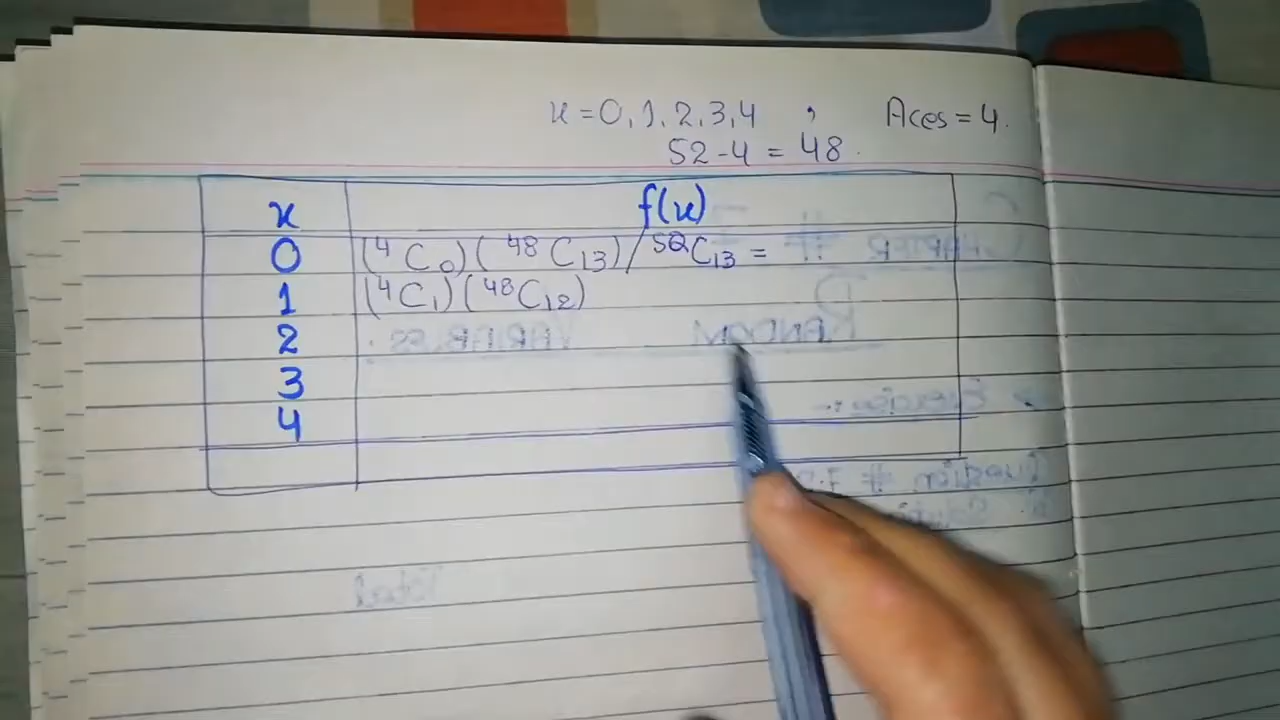 x = 0, 1, 2, 3, 4 , Aces = 4.
52 - 4 = 48.
x f(x)
0 (⁴C₀)(⁴⁸C₁₃)/⁵²C₁₃ =
1 (⁴C₁)(⁴⁸C₁₂)
2
3
4